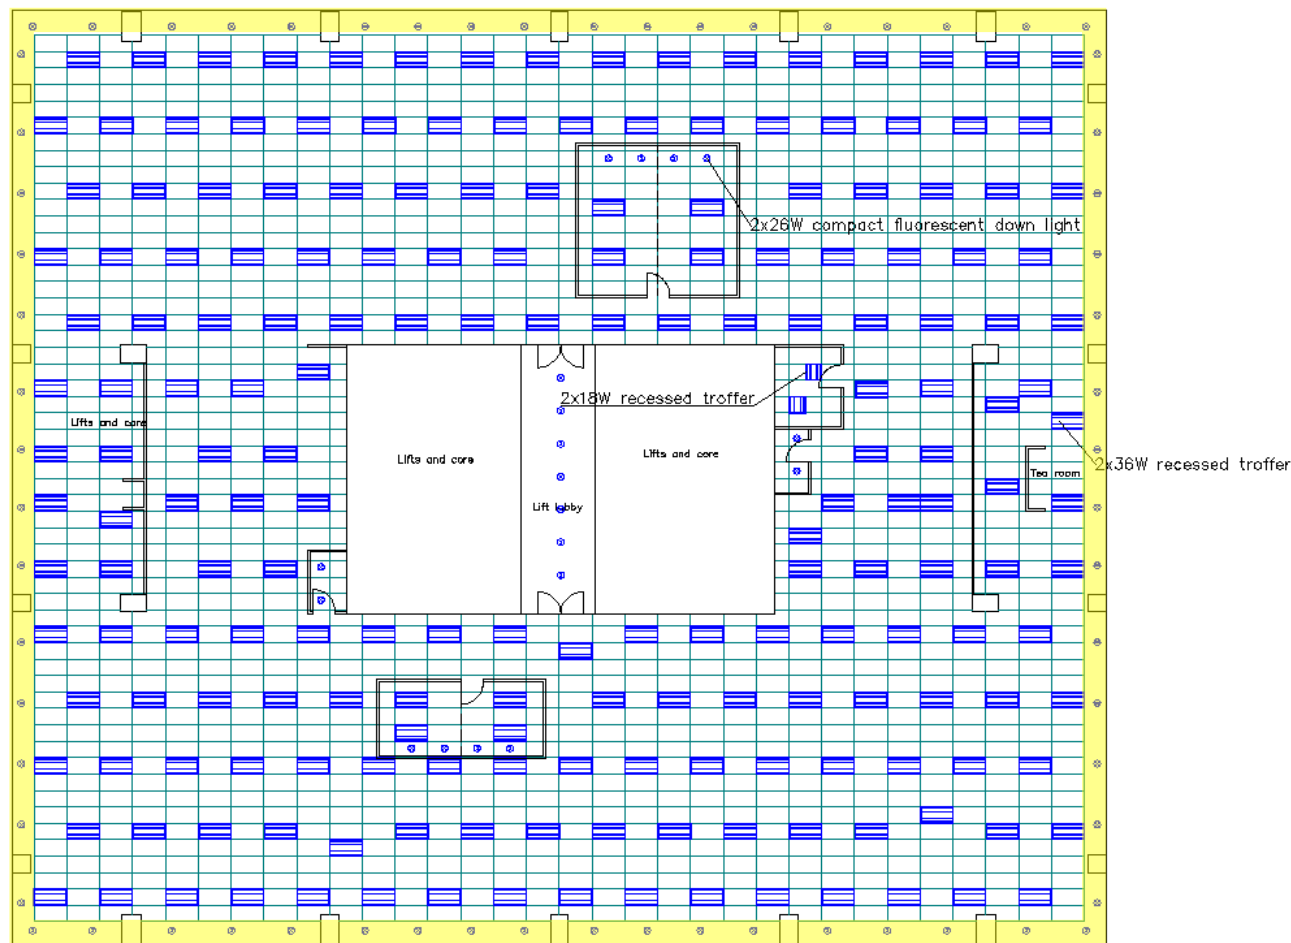 2x26W compact fluorescent down light
2x18W recessed troffer
Lifts and core
Lifts and core
Lifts and core
2x36W recessed troffer
Tea room
Lift lobby